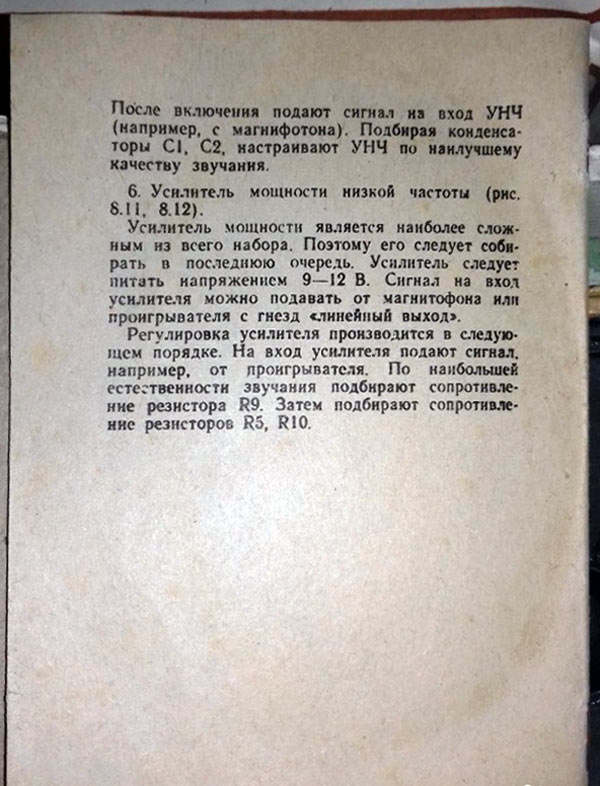 После включения подают сигнал на вход УНЧ
(например, с магнифотона). Подбирая конденса-
торы С1, С2, настраивают УНЧ по наилучшему
качеству звучания.
6. Усилитель мощности низкой частоты (рис.
8.11, 8.12).
Усилитель мощности является наиболее слож-
ным из всего набора. Поэтому его следует соби-
рать в последнюю очередь. Усилитель следует
питать напряжением 9—12 В. Сигнал на вход
усилителя можно подавать от магнитофона или
проигрывателя с гнезд «линейный выход».
Регулировка усилителя производится в следую-
щем порядке. На вход усилителя подают сигнал,
например, от проигрывателя. По наибольшей
естественности звучания подбирают сопротивле-
ние резистора R9. Затем подбирают сопротивле-
ние резисторов R5, R10.